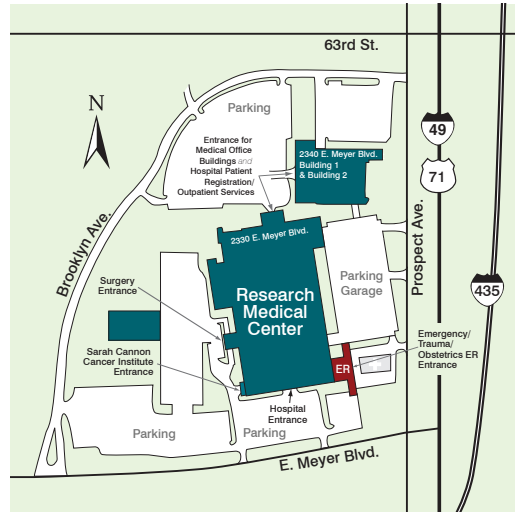 63rd St.
N
Parking
49
Entrance for
Medical Office
Buildings and
Hospital Patient
Registration/
Outpatient Services
2340 E. Meyer Blvd.
Building 1
& Building 2
71
Brooklyn Ave.
Prospect Ave.
2330 E. Meyer Blvd.
Parking
Garage
435
Surgery
Entrance
Research
Medical
Center
Emergency/
Trauma/
Obstetrics ER
Entrance
Sarah Cannon
Cancer Institute
Entrance
ER
Hospital
Entrance
Parking
Parking
E. Meyer Blvd.